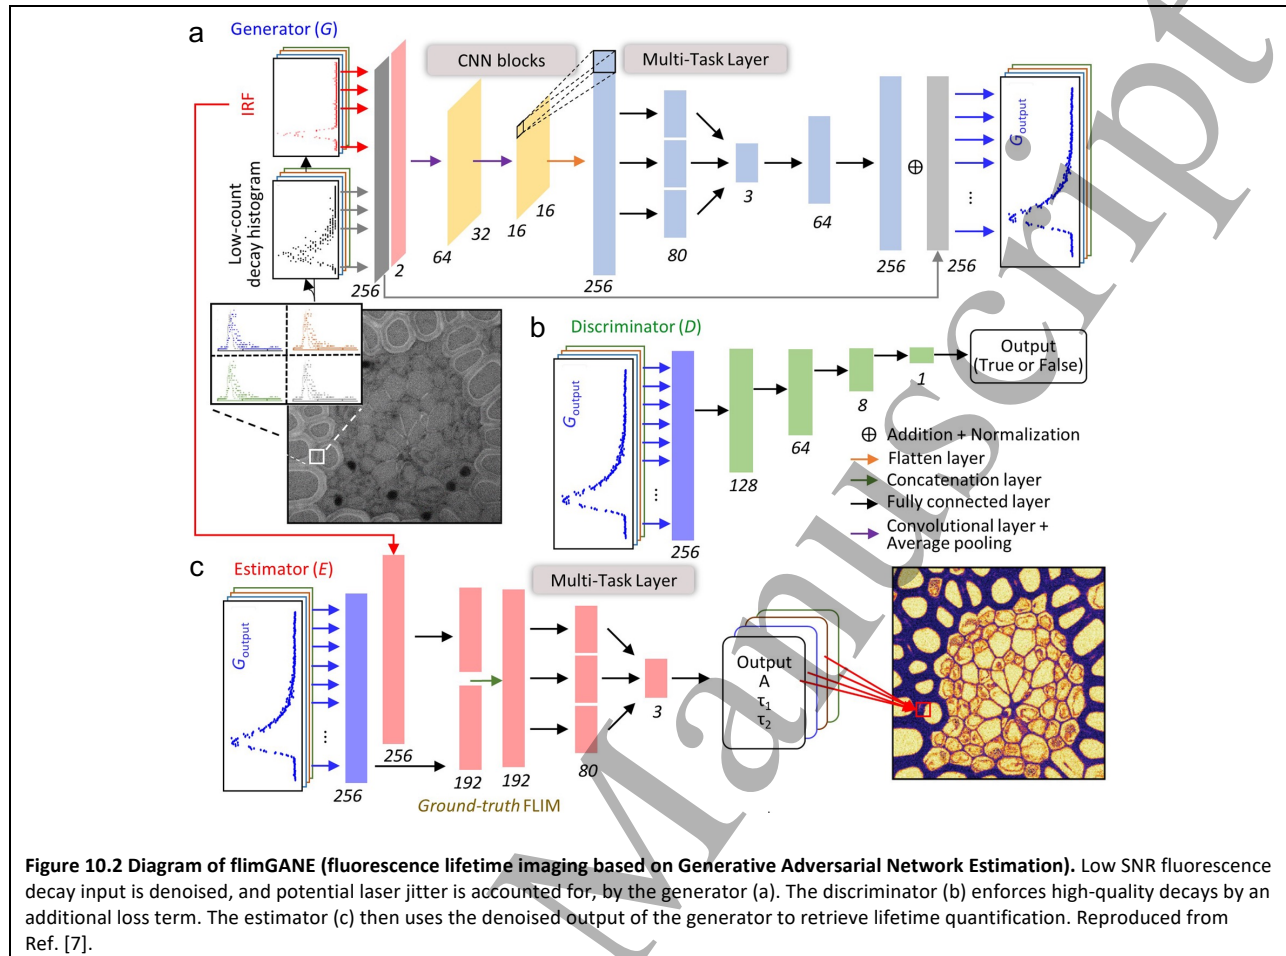 a
Generator (G)
CNN blocks
Multi-Task Layer
IRF
Low-count
decay histogram
256
2
64
32
16
16
256
80
3
64
256
256
G output
...
b
Discriminator (D)
G output
...
256
128
64
8
1
Output
(True or False)
⊕ Addition + Normalization
Flatten layer
Concatenation layer
Fully connected layer
Convolutional layer +
Average pooling
c
Estimator (E)
Multi-Task Layer
G output
...
256
256
192
192
80
3
Ground-truth FLIM
Output
A
τ1
τ2
Figure 10.2 Diagram of flimGANE (fluorescence lifetime imaging based on Generative Adversarial Network Estimation). Low SNR fluorescence
decay input is denoised, and potential laser jitter is accounted for, by the generator (a). The discriminator (b) enforces high-quality decays by an
additional loss term. The estimator (c) then uses the denoised output of the generator to retrieve lifetime quantification. Reproduced from
Ref. [7].
Manuscript